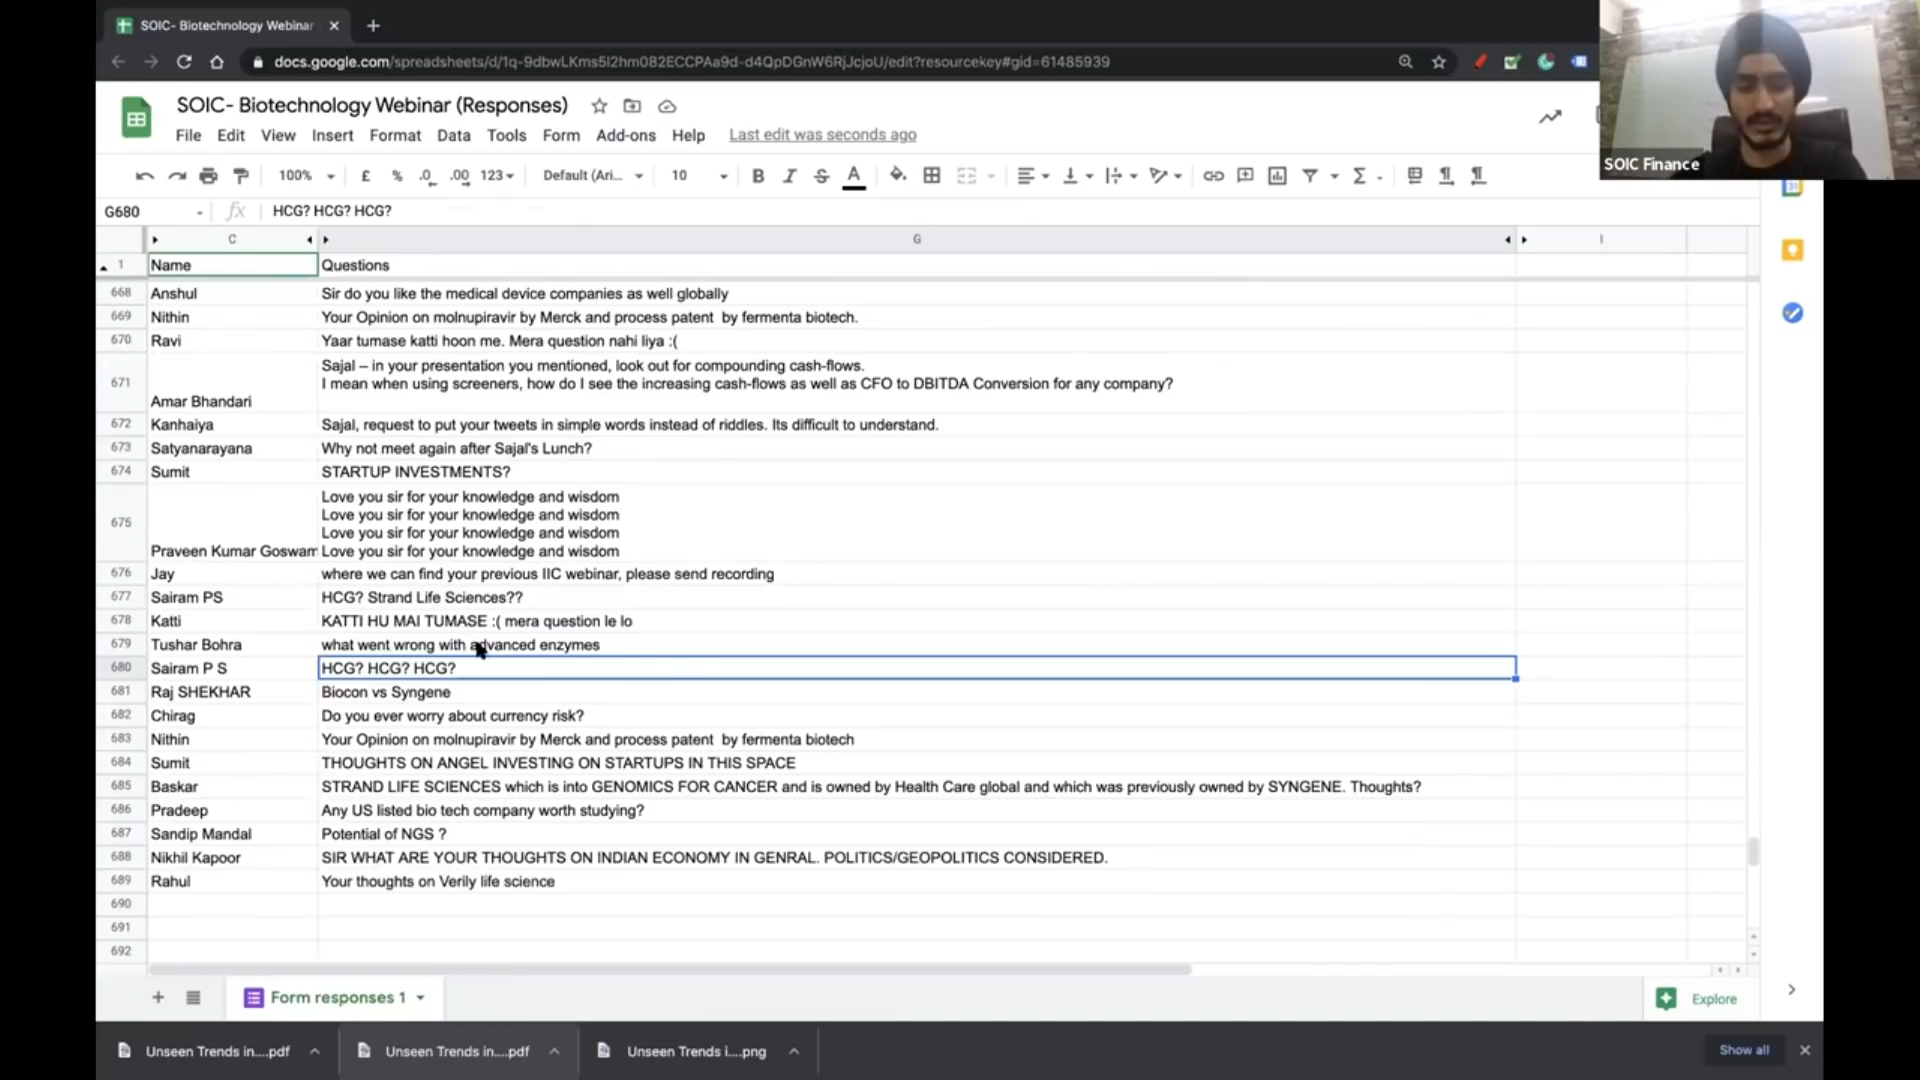 SOIC- Biotechnology Webinar
docs.google.com/spreadsheets/d/1q-9dbwLKms5l2hm082ECCPAa9d-d4QpDGnW6RjJcjoU/edit?resourcekey#gid=61485939
SOIC- Biotechnology Webinar (Responses)
File Edit View Insert Format Data Tools Form Add-ons Help Last edit was seconds ago
SOIC Finance
100% £ % .0 .00 123 Default (Ari... 10 B I S A
G680 fx HCG? HCG? HCG?
C G I
1 Name Questions
668 Anshul Sir do you like the medical device companies as well globally
669 Nithin Your Opinion on molnupiravir by Merck and process patent by fermenta biotech.
670 Ravi Yaar tumase katti hoon me. Mera question nahi liya :(
Sajal – in your presentation you mentioned, look out for compounding cash-flows.
671 I mean when using screeners, how do I see the increasing cash-flows as well as CFO to DBITDA Conversion for any company?
Amar Bhandari
672 Kanhaiya Sajal, request to put your tweets in simple words instead of riddles. Its difficult to understand.
673 Satyanarayana Why not meet again after Sajal's Lunch?
674 Sumit STARTUP INVESTMENTS?
Love you sir for your knowledge and wisdom
Love you sir for your knowledge and wisdom
675 Love you sir for your knowledge and wisdom
Praveen Kumar Goswam Love you sir for your knowledge and wisdom
676 Jay where we can find your previous IIC webinar, please send recording
677 Sairam PS HCG? Strand Life Sciences??
678 Katti KATTI HU MAI TUMASE :( mera question le lo
679 Tushar Bohra what went wrong with advanced enzymes
680 Sairam P S HCG? HCG? HCG?
681 Raj SHEKHAR Biocon vs Syngene
682 Chirag Do you ever worry about currency risk?
683 Nithin Your Opinion on molnupiravir by Merck and process patent by fermenta biotech
684 Sumit THOUGHTS ON ANGEL INVESTING ON STARTUPS IN THIS SPACE
685 Baskar STRAND LIFE SCIENCES which is into GENOMICS FOR CANCER and is owned by Health Care global and which was previously owned by SYNGENE. Thoughts?
686 Pradeep Any US listed bio tech company worth studying?
687 Sandip Mandal Potential of NGS ?
688 Nikhil Kapoor SIR WHAT ARE YOUR THOUGHTS ON INDIAN ECONOMY IN GENRAL. POLITICS/GEOPOLITICS CONSIDERED.
689 Rahul Your thoughts on Verily life science
690
691
692
Form responses 1 Explore
Unseen Trends in....pdf Unseen Trends in....pdf Unseen Trends i....png Show all